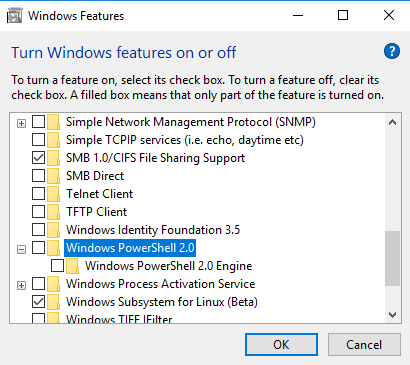 Windows Features
Turn Windows features on or off
?
To turn a feature on, select its check box. To turn a feature off, clear its
check box. A filled box means that only part of the feature is turned on.
Simple Network Management Protocol (SNMP)
Simple TCPIP services (i.e. echo, daytime etc)
SMB 1.0/CIFS File Sharing Support
SMB Direct
Telnet Client
TFTP Client
Windows Identity Foundation 3.5
Windows PowerShell 2.0
Windows PowerShell 2.0 Engine
Windows Process Activation Service
Windows Subsystem for Linux (Beta)
Windows TIFF IFilter
OK
Cancel